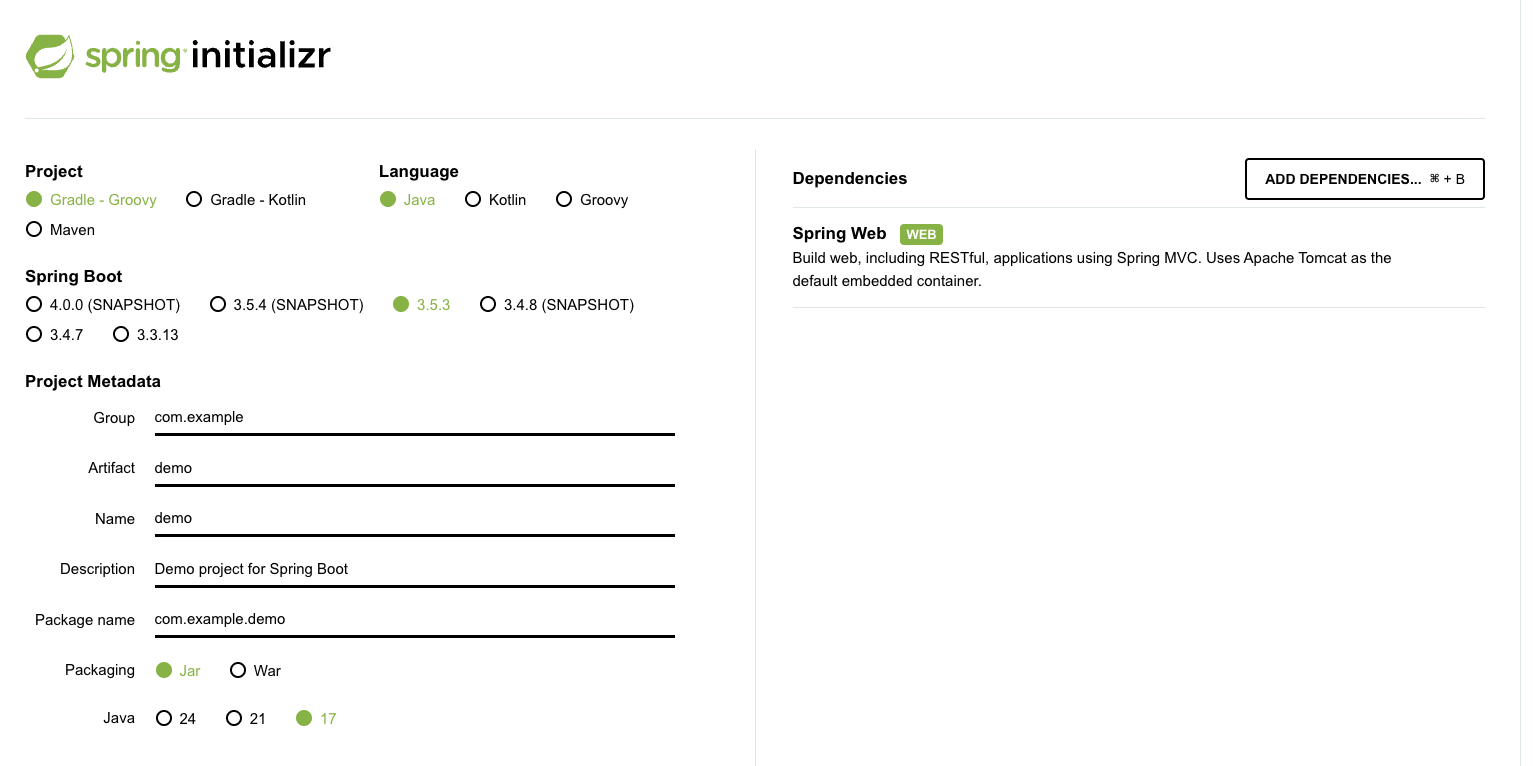 spring initializr
Project
Gradle - Groovy
Gradle - Kotlin
Maven
Language
Java
Kotlin
Groovy
Spring Boot
4.0.0 (SNAPSHOT)
3.5.4 (SNAPSHOT)
3.5.3
3.4.8 (SNAPSHOT)
3.4.7
3.3.13
Project Metadata
Group com.example
Artifact demo
Name demo
Description Demo project for Spring Boot
Package name com.example.demo
Packaging Jar War
Java 24 21 17
Dependencies
ADD DEPENDENCIES... ⌘ + B
Spring Web WEB
Build web, including RESTful, applications using Spring MVC. Uses Apache Tomcat as the
default embedded container.